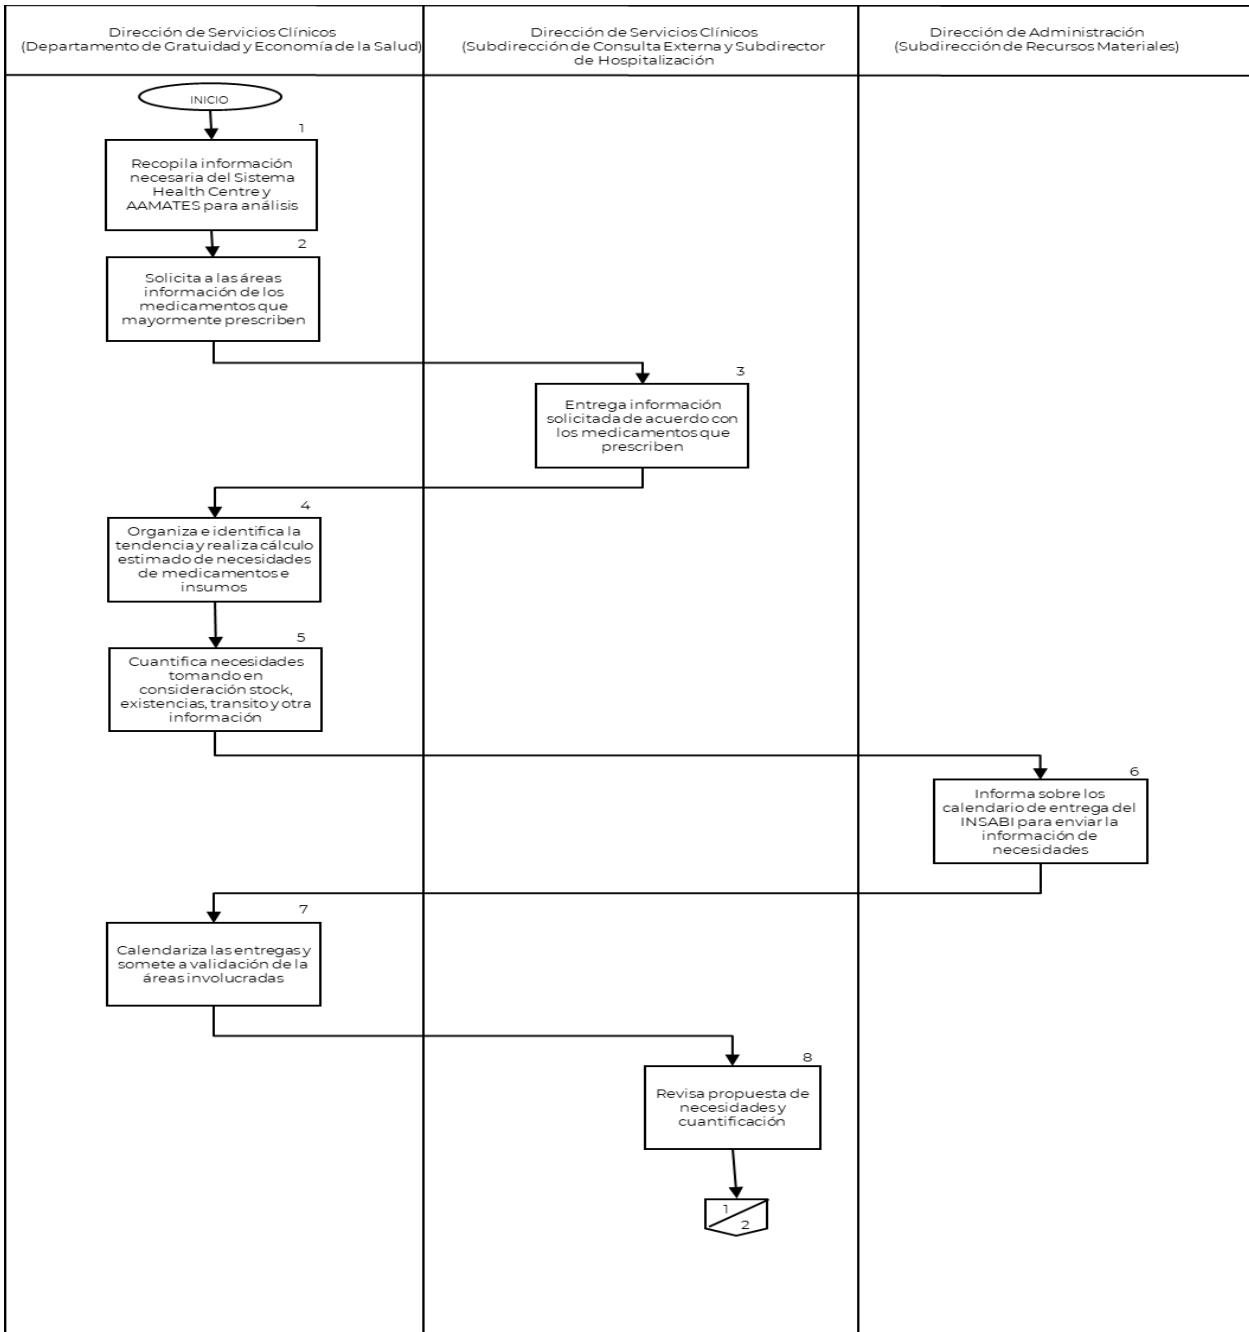 Dirección de Servicios Clínicos
(Departamento de Gratuidad y Economía de la Salud)
Dirección de Servicios Clínicos
(Subdirección de Consulta Externa y Subdirector
de Hospitalización
Dirección de Administración
(Subdirección de Recursos Materiales)
INICIO
1
Recopila información
necesaria del Sistema
Health Centre y
AAMATES para análisis
2
Solicita a las áreas
información de los
medicamentos que
mayormente prescriben
3
Entrega información
solicitada de acuerdo con
los medicamentos que
prescriben
4
Organiza e identifica la
tendencia y realiza cálculo
estimado de necesidades
de medicamentos e
insumos
5
Cuantifica necesidades
tomando en
consideración stock,
existencias, transito y otra
información
6
Informa sobre los
calendario de entrega del
INSABI para enviar la
información de
necesidades
7
Calendariza las entregas y
somete a validación de la
áreas involucradas
8
Revisa propuesta de
necesidades y
cuantificación
1
2